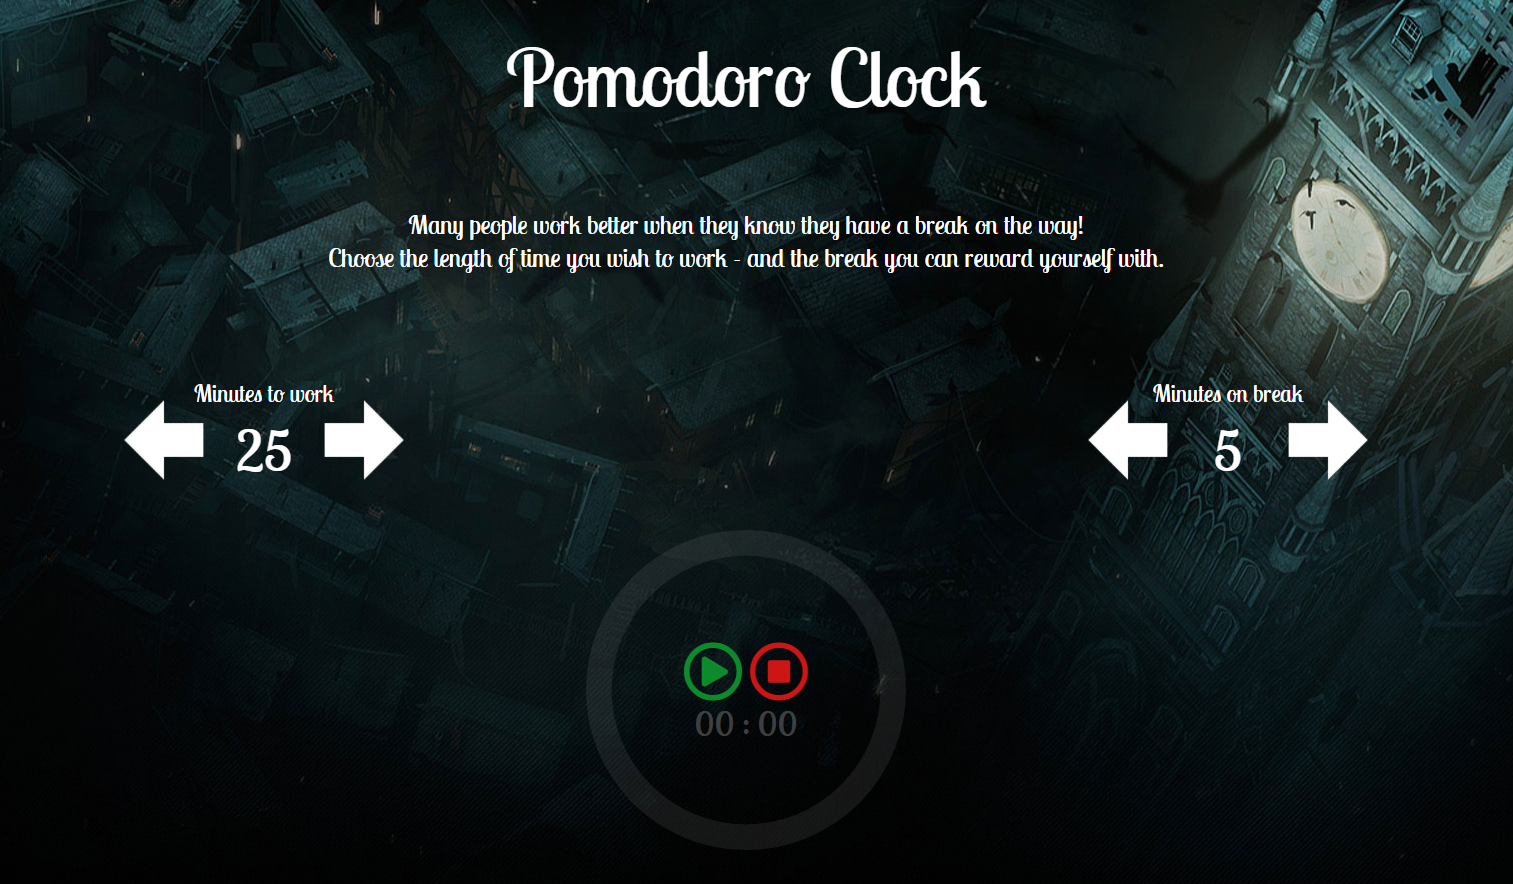 Pomodoro Clock
Many people work better when they know they have a break on the way!
Choose the length of time you wish to work - and the break you can reward yourself with.
Minutes to work
25
Minutes on break
5
00 : 00